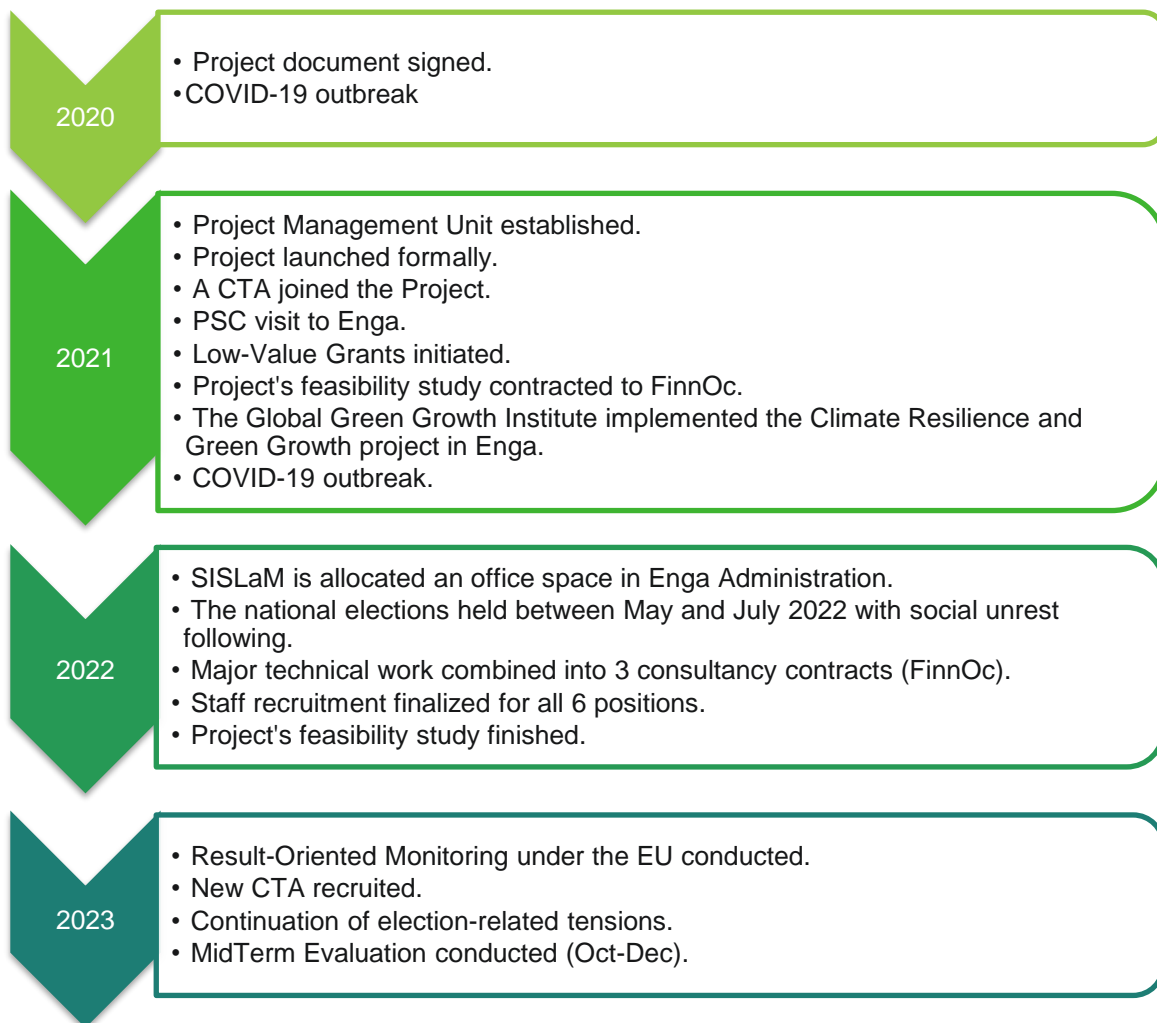 2020
• Project document signed.
•COVID-19 outbreak
2021
• Project Management Unit established.
• Project launched formally.
• A CTA joined the Project.
• PSC visit to Enga.
• Low-Value Grants initiated.
• Project's feasibility study contracted to FinnOc.
• The Global Green Growth Institute implemented the Climate Resilience and
Green Growth project in Enga.
• COVID-19 outbreak.
2022
• SISLaM is allocated an office space in Enga Administration.
• The national elections held between May and July 2022 with social unrest
following.
• Major technical work combined into 3 consultancy contracts (FinnOc).
• Staff recruitment finalized for all 6 positions.
• Project's feasibility study finished.
2023
• Result-Oriented Monitoring under the EU conducted.
• New CTA recruited.
• Continuation of election-related tensions.
• MidTerm Evaluation conducted (Oct-Dec).